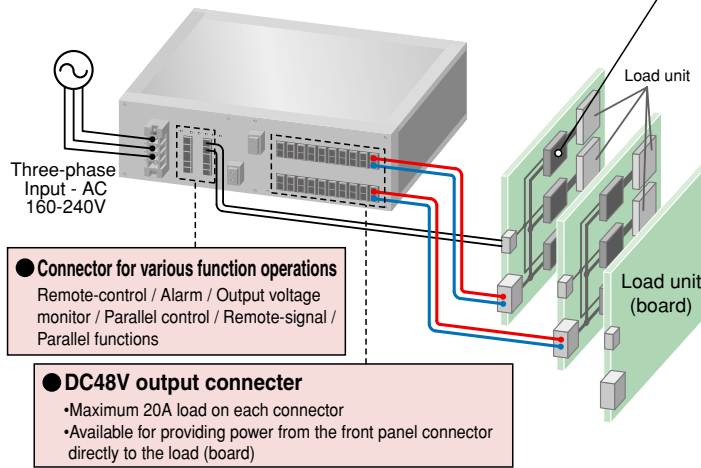 Load unit
Three-phase
Input - AC
160-240V
●Connector for various function operations
Remote-control / Alarm / Output voltage
monitor / Parallel control / Remote-signal /
Parallel functions
Load unit
(board)
●DC48V output connecter
•Maximum 20A load on each connector
•Available for providing power from the front panel connector
directly to the load (board)